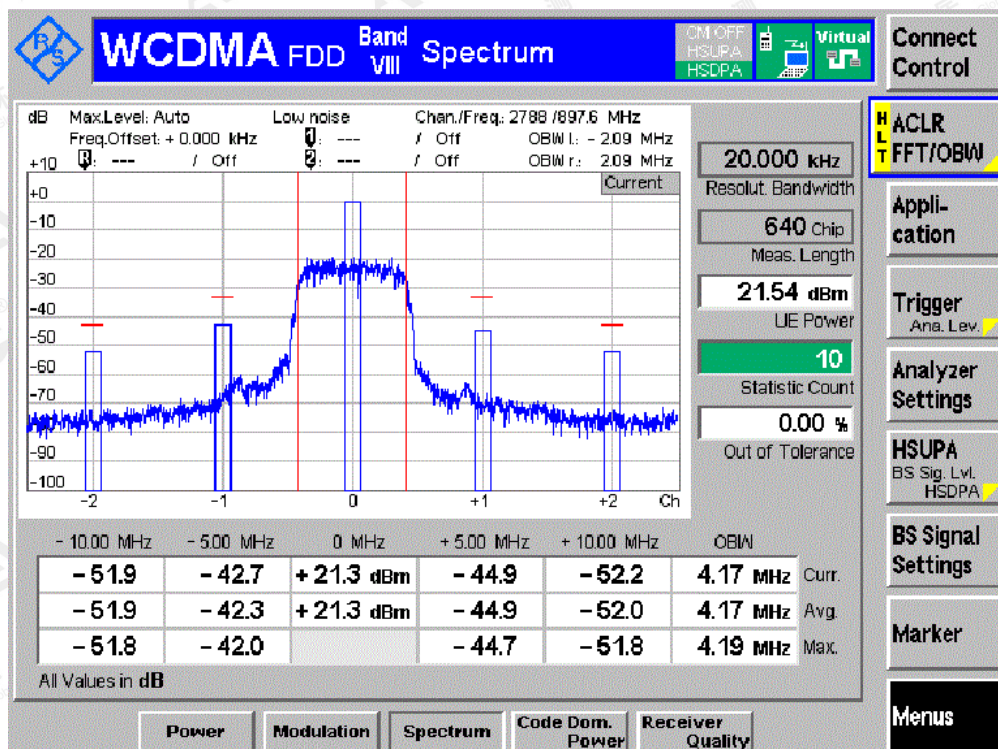 R&S
WCDMA FDD Band VIII Spectrum
CM OFF
HSUPA
HSDPA
Virtual
Connect Control
dB Max.Level: Auto Low noise Chan./Freq.: 2788 /897.6 MHz
Freq.Offset: + 0.000 kHz 1: --- / Off OBW l.: - 2.09 MHz
R: --- / Off 2: --- / Off OBW r.: 2.09 MHz
Current
+10
+0
-10
-20
-30
-40
-50
-60
-70
-90
-100
-2 -1 0 +1 +2 Ch
20.000 kHz
Resolut. Bandwidth
640 Chip
Meas. Length
21.54 dBm
UE Power
10
Statistic Count
0.00 %
Out of Tolerance
- 10.00 MHz - 5.00 MHz 0 MHz + 5.00 MHz + 10.00 MHz OBW
- 51.9 - 42.7 + 21.3 dBm - 44.9 - 52.2 4.17 MHz Curr.
- 51.9 - 42.3 + 21.3 dBm - 44.9 - 52.0 4.17 MHz Avg.
- 51.8 - 42.0 - 44.7 - 51.8 4.19 MHz Max.
All Values in dB
HLT
ACLR
FFT/OBW
Appli-
cation
Trigger
Ana. Lev.
Analyzer
Settings
HSUPA
BS Sig. Lvl.
HSDPA
BS Signal
Settings
Marker
Menus
Power
Modulation
Spectrum
Code Dom.
Power
Receiver
Quality